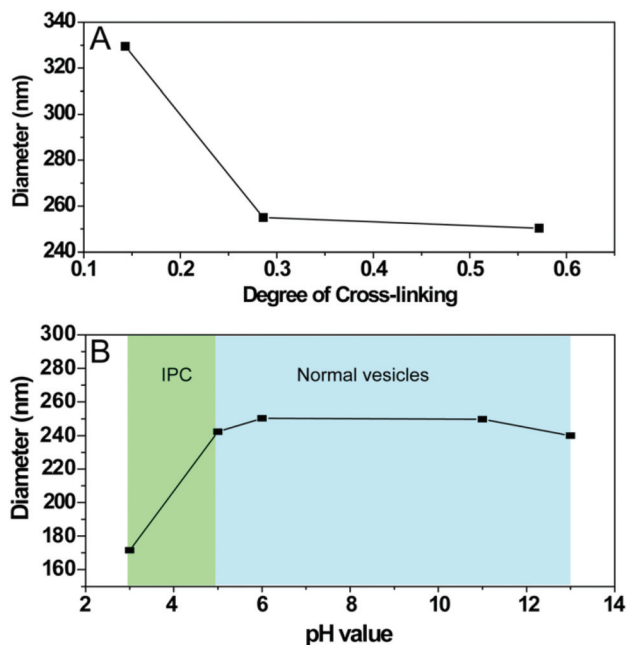 A
Diameter (nm)
340
320
300
280
260
240
0.1 0.2 0.3 0.4 0.5 0.6
Degree of Cross-linking
B
IPC Normal vesicles
Diameter (nm)
300
280
260
240
220
200
180
160
2 4 6 8 10 12 14
pH value